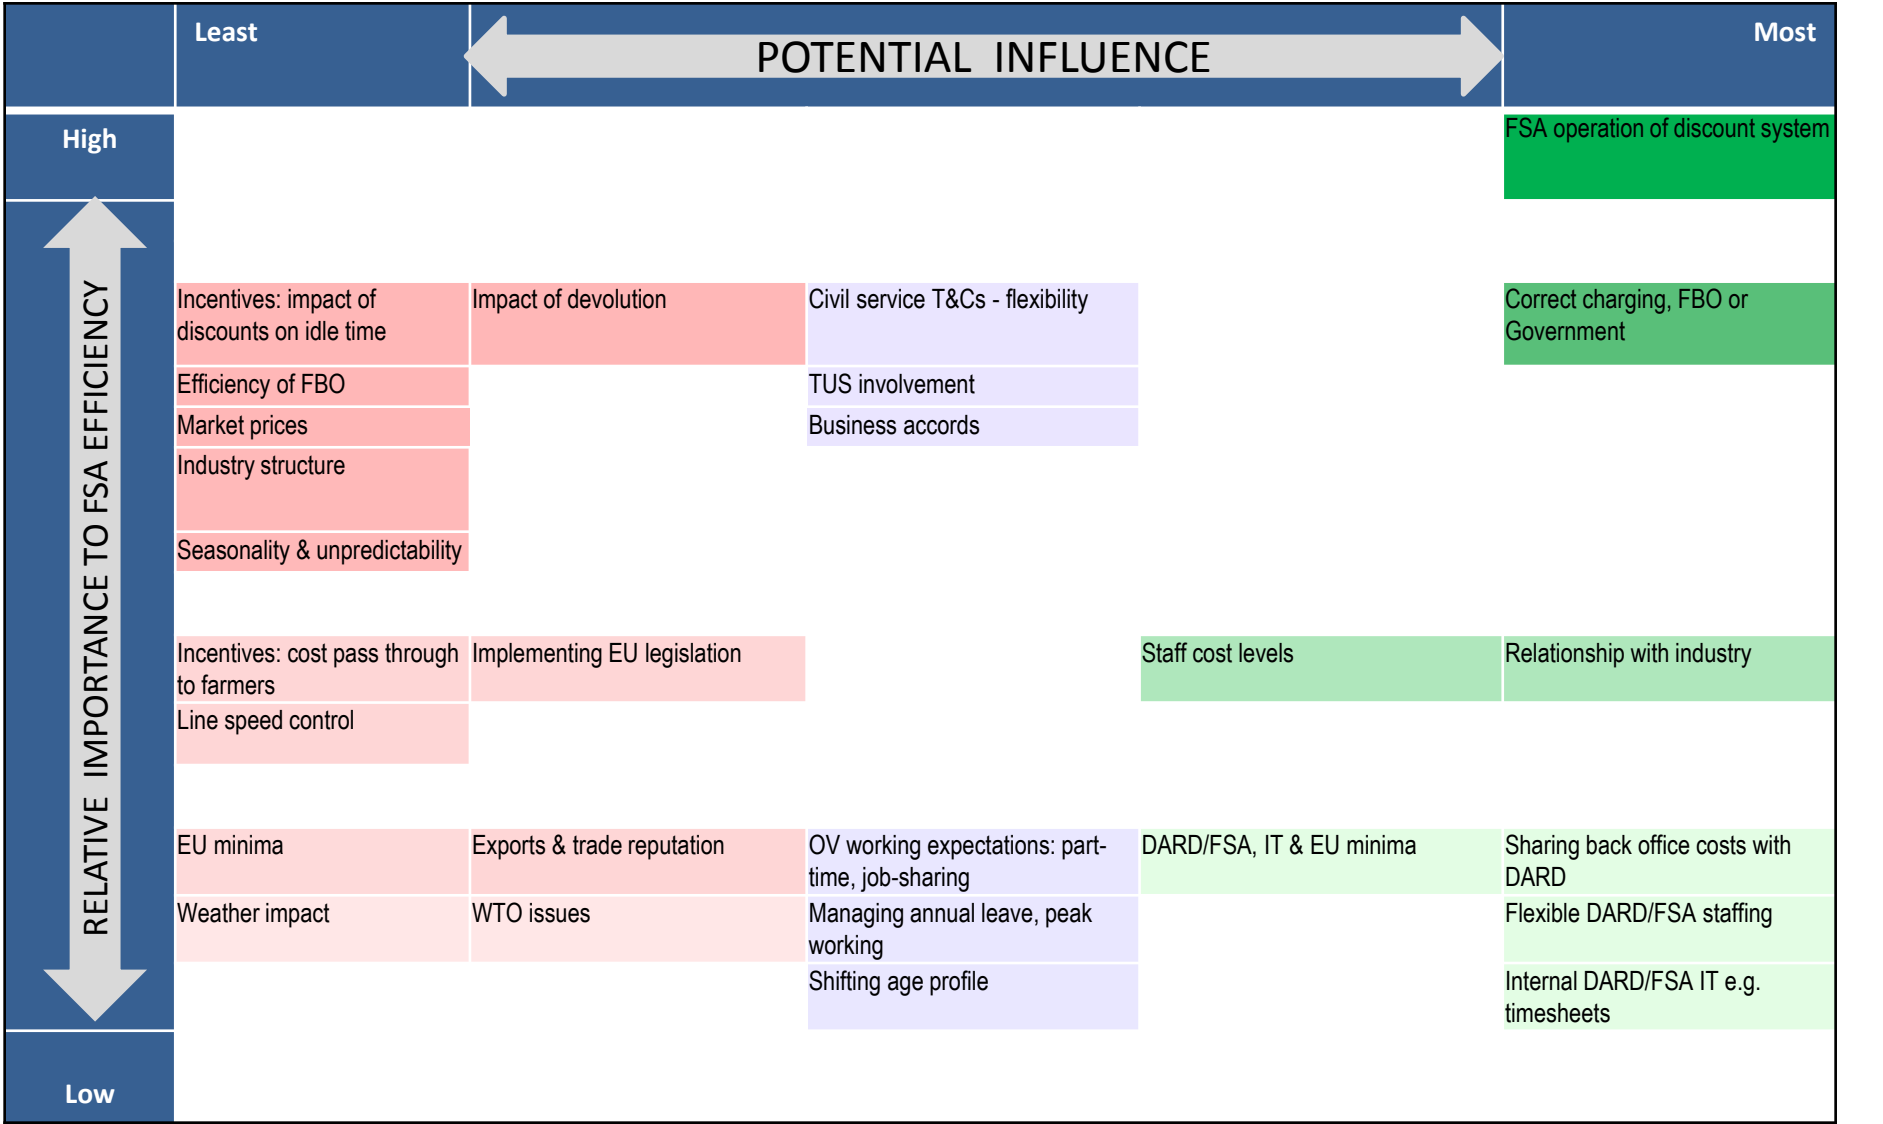 Least
POTENTIAL INFLUENCE
Most
High
FSA operation of discount system
RELATIVE IMPORTANCE TO FSA EFFICIENCY
Incentives: impact of
discounts on idle time
Impact of devolution
Civil service T&Cs - flexibility
Correct charging, FBO or
Government
Efficiency of FBO
TUS involvement
Market prices
Business accords
Industry structure
Seasonality & unpredictability
Incentives: cost pass through
to farmers
Implementing EU legislation
Staff cost levels
Relationship with industry
Line speed control
EU minima
Exports & trade reputation
OV working expectations: part-
time, job-sharing
DARD/FSA, IT & EU minima
Sharing back office costs with
DARD
Weather impact
WTO issues
Managing annual leave, peak
working
Flexible DARD/FSA staffing
Shifting age profile
Internal DARD/FSA IT e.g.
timesheets
Low